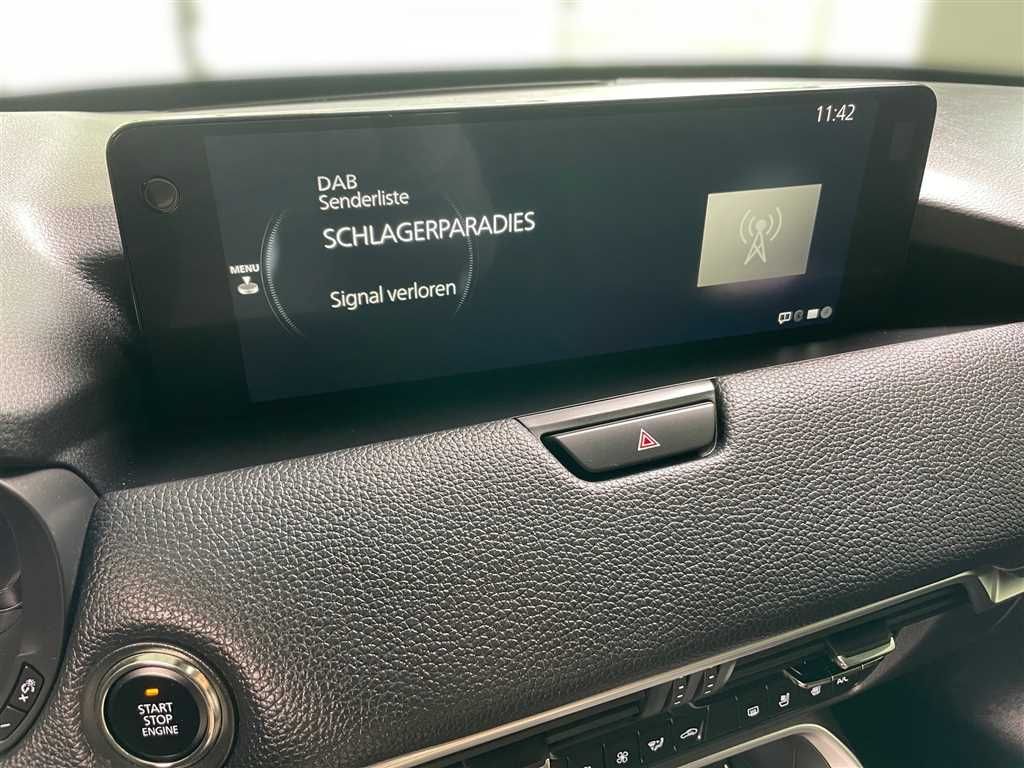 11:42
DAB
Senderliste
SCHLAGERPARADIES
MENU
Signal verloren
START
STOP
ENGINE
A/C